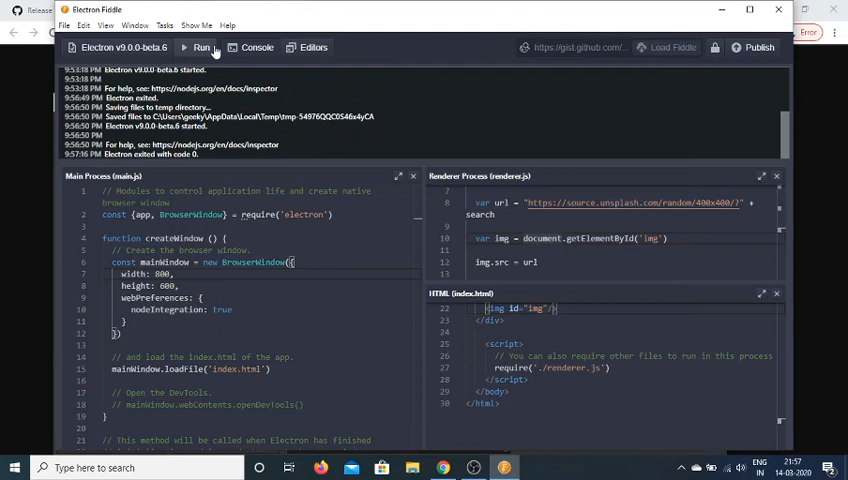 Release
Electron Fiddle
Error
File Edit View Window Tasks Show Me Help
Electron v9.0.0-beta.6 Run Console Editors https://gist.github.com/... Load Fiddle Publish
9:53:18 PM Electron v9.0.0-beta.6 started.
9:53:18 PM
9:53:18 PM For help, see: https://nodejs.org/en/docs/inspector
9:56:49 PM Electron exited.
9:56:50 PM Saving files to temp directory...
9:56:50 PM Saved files to C:\Users\geeky\AppData\Local\Temp\tmp-54976QQC0S46x4yCA
9:56:50 PM Electron v9.0.0-beta.6 started.
9:56:50 PM
9:56:50 PM For help, see: https://nodejs.org/en/docs/inspector
9:57:16 PM Electron exited with code 0.
Main Process (main.js)
1 // Modules to control application life and create native
browser window
2 const {app, BrowserWindow} = require('electron')
3
4 function createWindow () {
5 // Create the browser window.
6 const mainWindow = new BrowserWindow({
7 width: 800,
8 height: 600,
9 webPreferences: {
10 nodeIntegration: true
11 }
12 })
13
14 // and load the index.html of the app.
15 mainWindow.loadFile('index.html')
16
17 // Open the DevTools.
18 // mainWindow.webContents.openDevTools()
19 }
20
21 // This method will be called when Electron has finished
Renderer Process (renderer.js)
7
8 var url = "https://source.unsplash.com/random/400x400/?" +
search
9
10 var img = document.getElementById('img')
11
12 img.src = url
HTML (index.html)
22 <img id="img"/>
23 </div>
24
25 <script>
26 // You can also require other files to run in this process
27 require('./renderer.js')
28 </script>
29 </body>
30 </html>
Type here to search
ENG
IN
21:57
14-03-2020